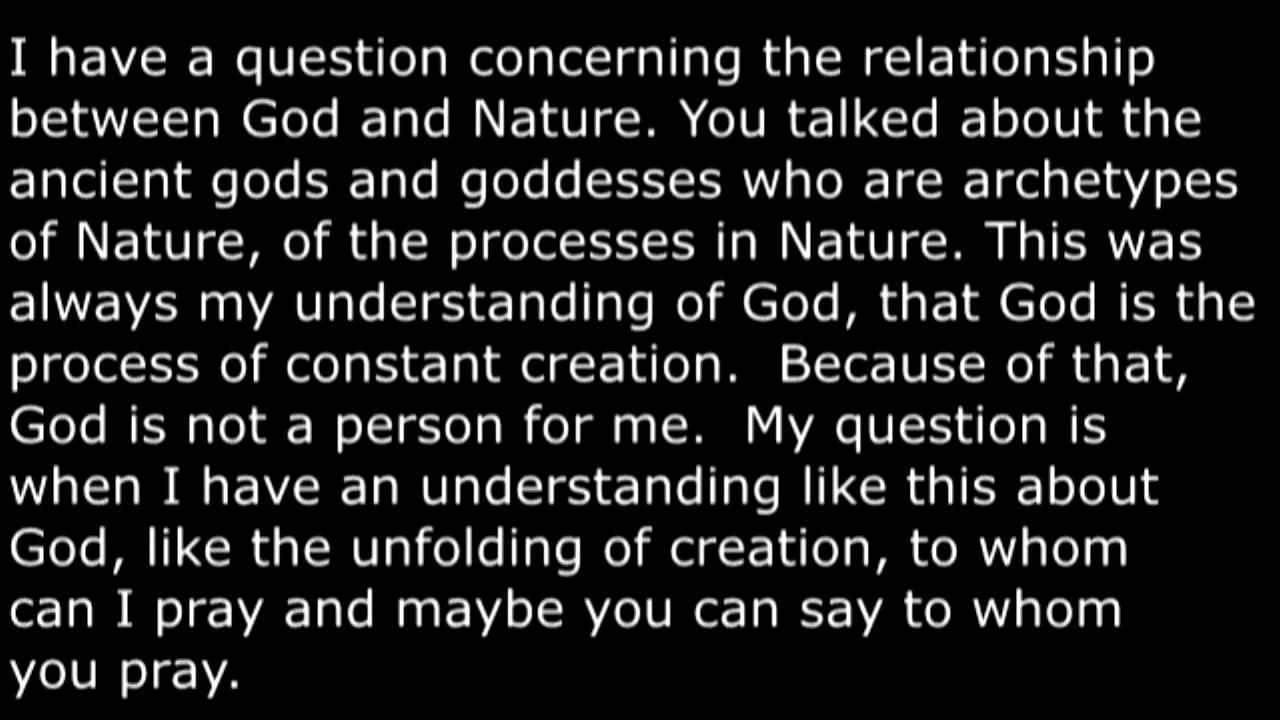 I have a question concerning the relationship
between God and Nature. You talked about the
ancient gods and goddesses who are archetypes
of Nature, of the processes in Nature. This was
always my understanding of God, that God is the
process of constant creation.  Because of that,
God is not a person for me.  My question is
when I have an understanding like this about
God, like the unfolding of creation, to whom
can I pray and maybe you can say to whom
you pray.